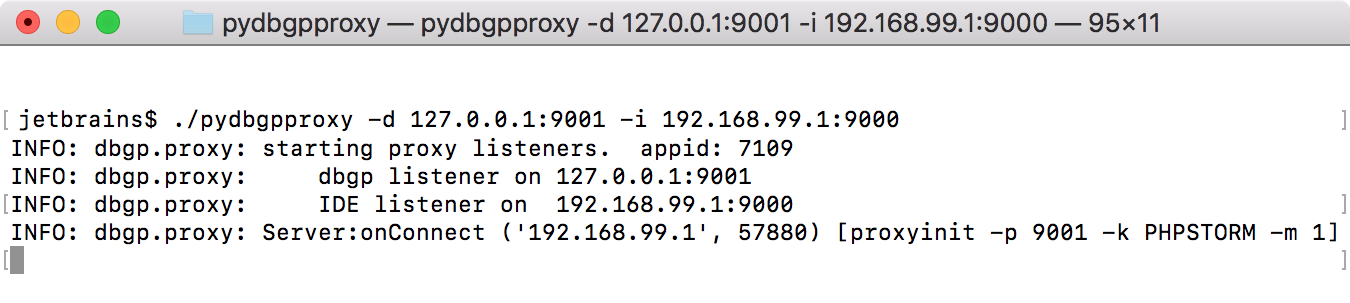 pydbgpproxy — pydbgpproxy -d 127.0.0.1:9001 -i 192.168.99.1:9000 — 95×11
[ jetbrains$ ./pydbgpproxy -d 127.0.0.1:9001 -i 192.168.99.1:9000 ]
INFO: dbgp.proxy: starting proxy listeners.  appid: 7109
INFO: dbgp.proxy:     dbgp listener on 127.0.0.1:9001
[INFO: dbgp.proxy:     IDE listener on  192.168.99.1:9000 ]
INFO: dbgp.proxy: Server:onConnect ('192.168.99.1', 57880) [proxyinit -p 9001 -k PHPSTORM -m 1]
[ ]